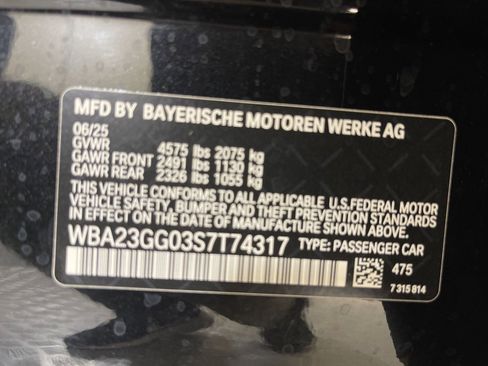 MFD BY BAYERISCHE MOTOREN WERKE AG
06/25
GVWR 4575 lbs 2075 kg
GAWR FRONT 2491 lbs 1130 kg
GAWR REAR 2326 lbs 1055 kg
THIS VEHICLE CONFORMS TO ALL APPLICABLE U.S.FEDERAL MOTOR
VEHICLE SAFETY, BUMPER, AND THEFT PREVENTION STANDARDS IN
EFFECT ON THE DATE OF MANUFACTURE SHOWN ABOVE.
WBA23GG03S7T74317 TYPE: PASSENGER CAR
475
7 315 814